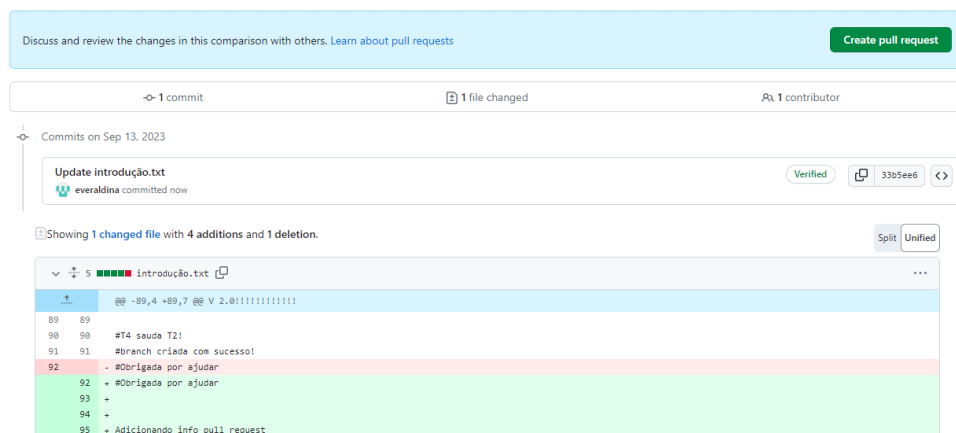 Discuss and review the changes in this comparison with others. Learn about pull requests
Create pull request
1 commit
1 file changed
1 contributor
Commits on Sep 13, 2023
Update introdução.txt
everaldina committed now
Verified
33b5ee6
Showing 1 changed file with 4 additions and 1 deletion.
Split Unified
5 introdução.txt
@@ -89,4 +89,7 @@ V 2.0!!!!!!!!!!!!
89 89
90 90 #T4 sauda T2!
91 91 #branch criada com sucesso!
92 - #Obrigada por ajudar
92 + #Obrigada por ajudar
93 +
94 +
95 + Adicionando info pull request